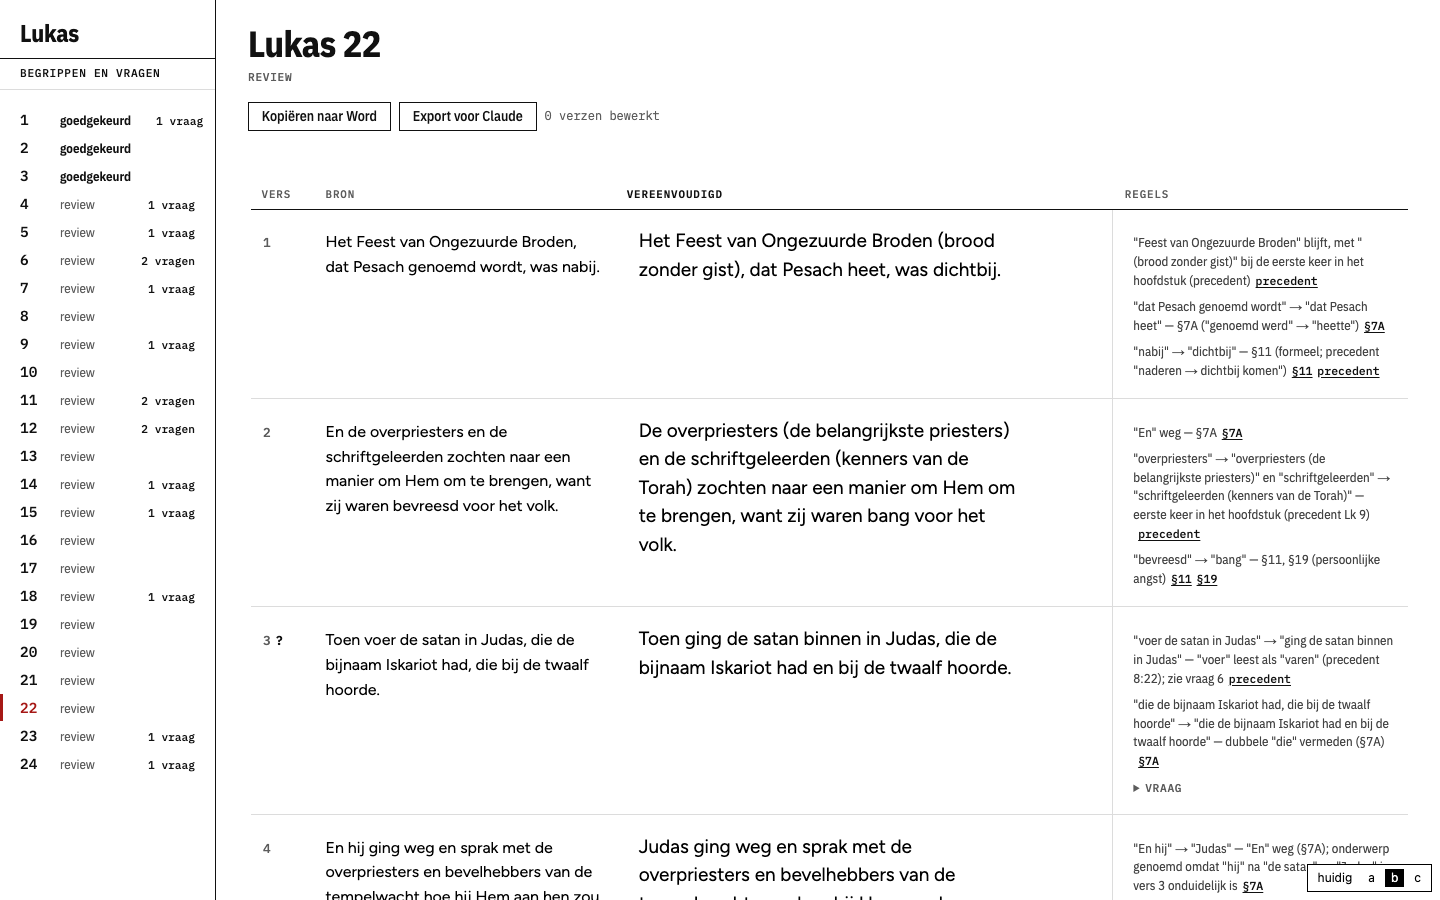 Lukas
BEGRIPPEN EN VRAGEN
1 goedgekeurd 1 vraag
2 goedgekeurd
3 goedgekeurd
4 review 1 vraag
5 review 1 vraag
6 review 2 vragen
7 review 1 vraag
8 review
9 review 1 vraag
10 review
11 review 2 vragen
12 review 2 vragen
13 review
14 review 1 vraag
15 review 1 vraag
16 review
17 review
18 review 1 vraag
19 review
20 review
21 review
22 review
23 review 1 vraag
24 review 1 vraag
Lukas 22
REVIEW
Kopiëren naar Word Export voor Claude 0 verzen bewerkt
VERS BRON VEREENVOUDIGD REGELS
1
Het Feest van Ongezuurde Broden,
dat Pesach genoemd wordt, was nabij.
Het Feest van Ongezuurde Broden (brood
zonder gist), dat Pesach heet, was dichtbij.
"Feest van Ongezuurde Broden" blijft, met "
(brood zonder gist)" bij de eerste keer in het
hoofdstuk (precedent) precedent
"dat Pesach genoemd wordt" → "dat Pesach
heet" — §7A ("genoemd werd" → "heette") §7A
"nabij" → "dichtbij" — §11 (formeel; precedent
"naderen → dichtbij komen") §11 precedent
2
En de overpriesters en de
schriftgeleerden zochten naar een
manier om Hem om te brengen, want
zij waren bevreesd voor het volk.
De overpriesters (de belangrijkste priesters)
en de schriftgeleerden (kenners van de
Torah) zochten naar een manier om Hem om
te brengen, want zij waren bang voor het
volk.
"En" weg — §7A §7A
"overpriesters" → "overpriesters (de
belangrijkste priesters)" en "schriftgeleerden" →
"schriftgeleerden (kenners van de Torah)" —
eerste keer in het hoofdstuk (precedent Lk 9)
precedent
"bevreesd" → "bang" — §11, §19 (persoonlijke
angst) §11 §19
3 ?
Toen voer de satan in Judas, die de
bijnaam Iskariot had, die bij de twaalf
hoorde.
Toen ging de satan binnen in Judas, die de
bijnaam Iskariot had en bij de twaalf hoorde.
"voer de satan in Judas" → "ging de satan binnen
in Judas" — "voer" leest als "varen" (precedent
8:22); zie vraag 6 precedent
"die de bijnaam Iskariot had, die bij de twaalf
hoorde" → "die de bijnaam Iskariot had en bij de
twaalf hoorde" — dubbele "die" vermeden (§7A)
§7A
▶ VRAAG
4
En hij ging weg en sprak met de
overpriesters en bevelhebbers van de
tempelwacht hoe hij Hem aan hen zou
Judas ging weg en sprak met de
overpriesters en bevelhebbers van de
"En hij" → "Judas" — "En" weg (§7A); onderwerp
genoemd omdat "hij" na "de
vers 3 onduidelijk is §7A
huidig a b c